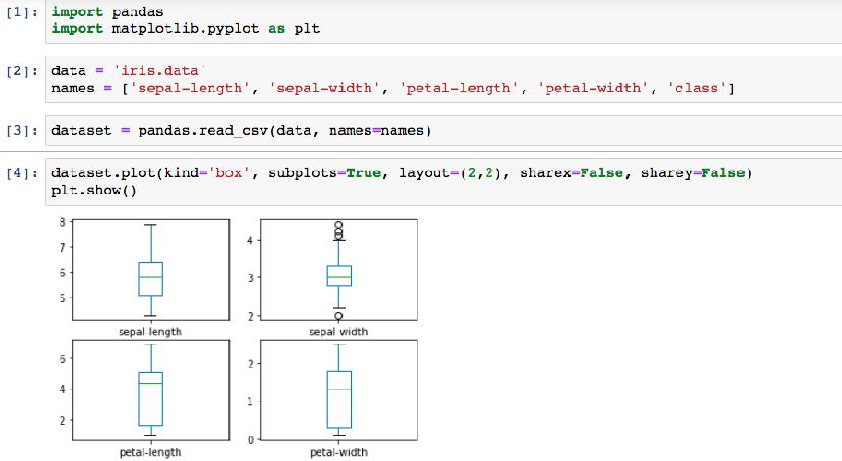 [1]: import pandas
import matplotlib.pyplot as plt
[2]: data = 'iris.data'
names = ['sepal-length', 'sepal-width', 'petal-length', 'petal-width', 'class']
[3]: dataset = pandas.read_csv(data, names=names)
[4]: dataset.plot(kind='box', subplots=True, layout=(2,2), sharex=False, sharey=False)
plt.show()
8
7
6
5
sepal length
4
3
2
sepal width
6
4
2
petal-length
2
1
0
petal-width